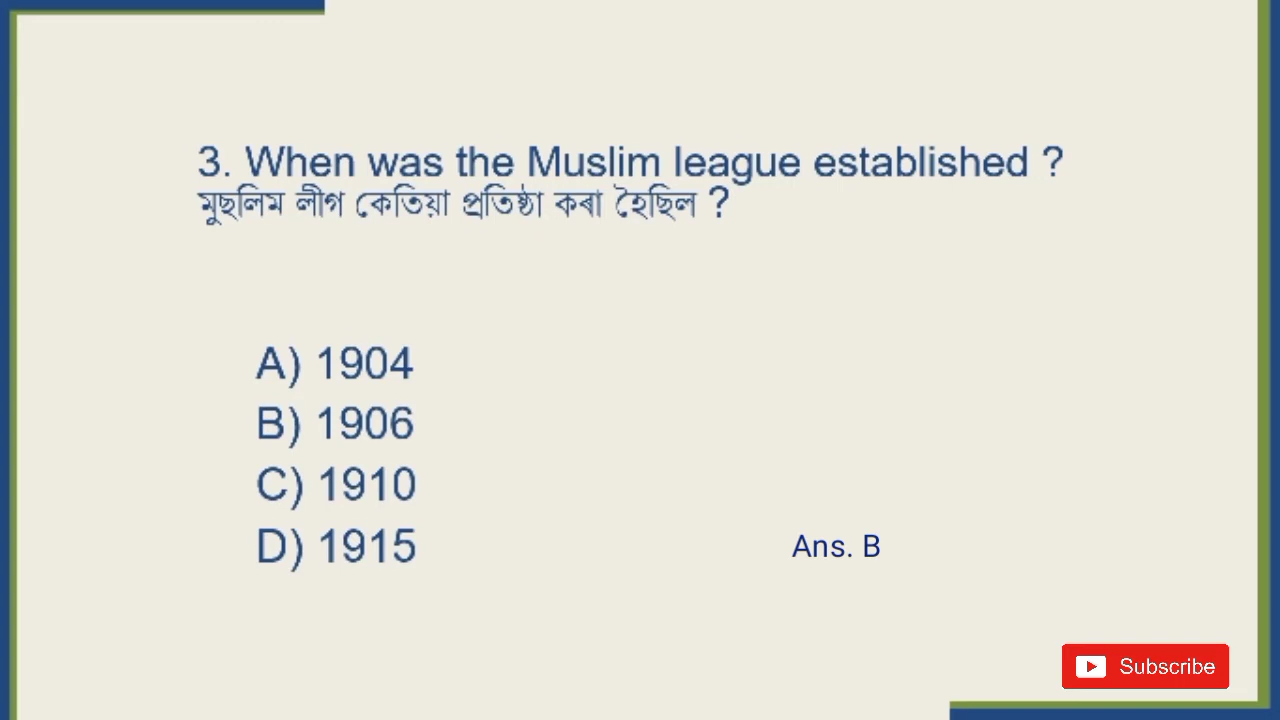 3. When was the Muslim league established ?
মুছলিম লীগ কেতিয়া প্ৰতিষ্ঠা কৰা হৈছিল ?
A) 1904
B) 1906
C) 1910
D) 1915
Ans. B
Subscribe